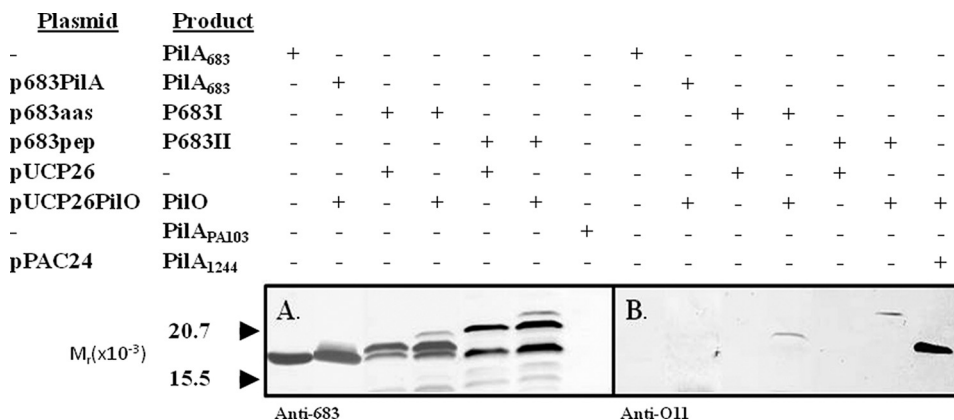 Plasmid Product
- PilA683 + - - - - - - + - - - - - -
p683PilA PilA683 - + - - - - - - + - - - - -
p683aas P683I - - + + - - - - - + + - - -
p683pep P683II - - - - + + - - - - - + + -
pUCP26 - - - + - + - - - - + - + - -
pUCP26PilO PilO - + - + - + - - + - + - + +
- PilAPA103 - - - - - - + - - - - - - -
pPAC24 PilA1244 - - - - - - - - - - - - - +
A. B.
20.7
Mr(x10-3)
15.5
Anti-683 Anti-O11